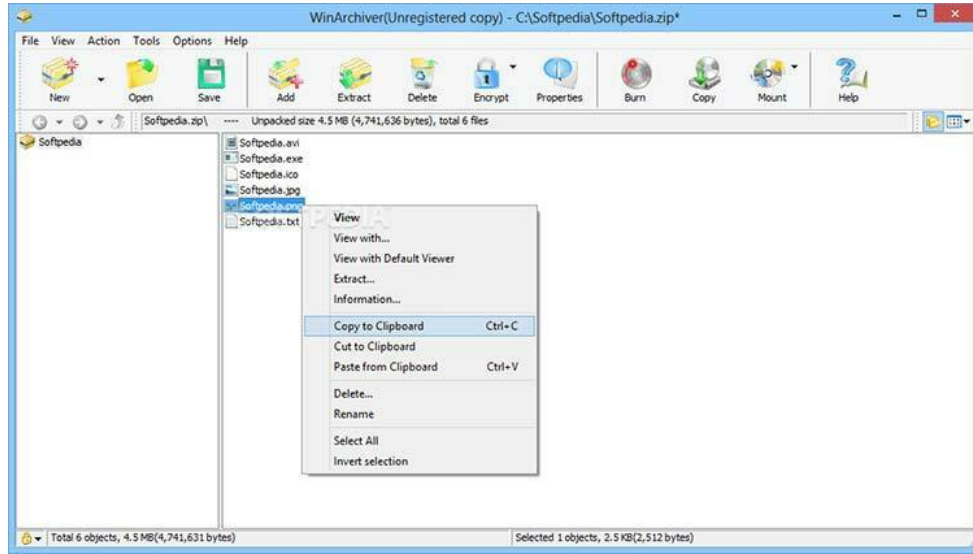 WinArchiver(Unregistered copy) - C:\Softpedia\Softpedia.zip*
File View Action Tools Options Help
New Open Save Add Extract Delete Encrypt Properties Burn Copy Mount Help
Softpedia.zip\ ---- Unpacked size 4.5 MB (4,741,636 bytes), total 6 files
Softpedia
Softpedia.avi
Softpedia.exe
Softpedia.ico
Softpedia.jpg
Softpedia.png
Softpedia.txt
View
View with...
View with Default Viewer
Extract...
Information...
Copy to Clipboard Ctrl+C
Cut to Clipboard
Paste from Clipboard Ctrl+V
Delete...
Rename
Select All
Invert selection
Total 6 objects, 4.5 MB(4,741,631 bytes)
Selected 1 objects, 2.5 KB(2,512 bytes)